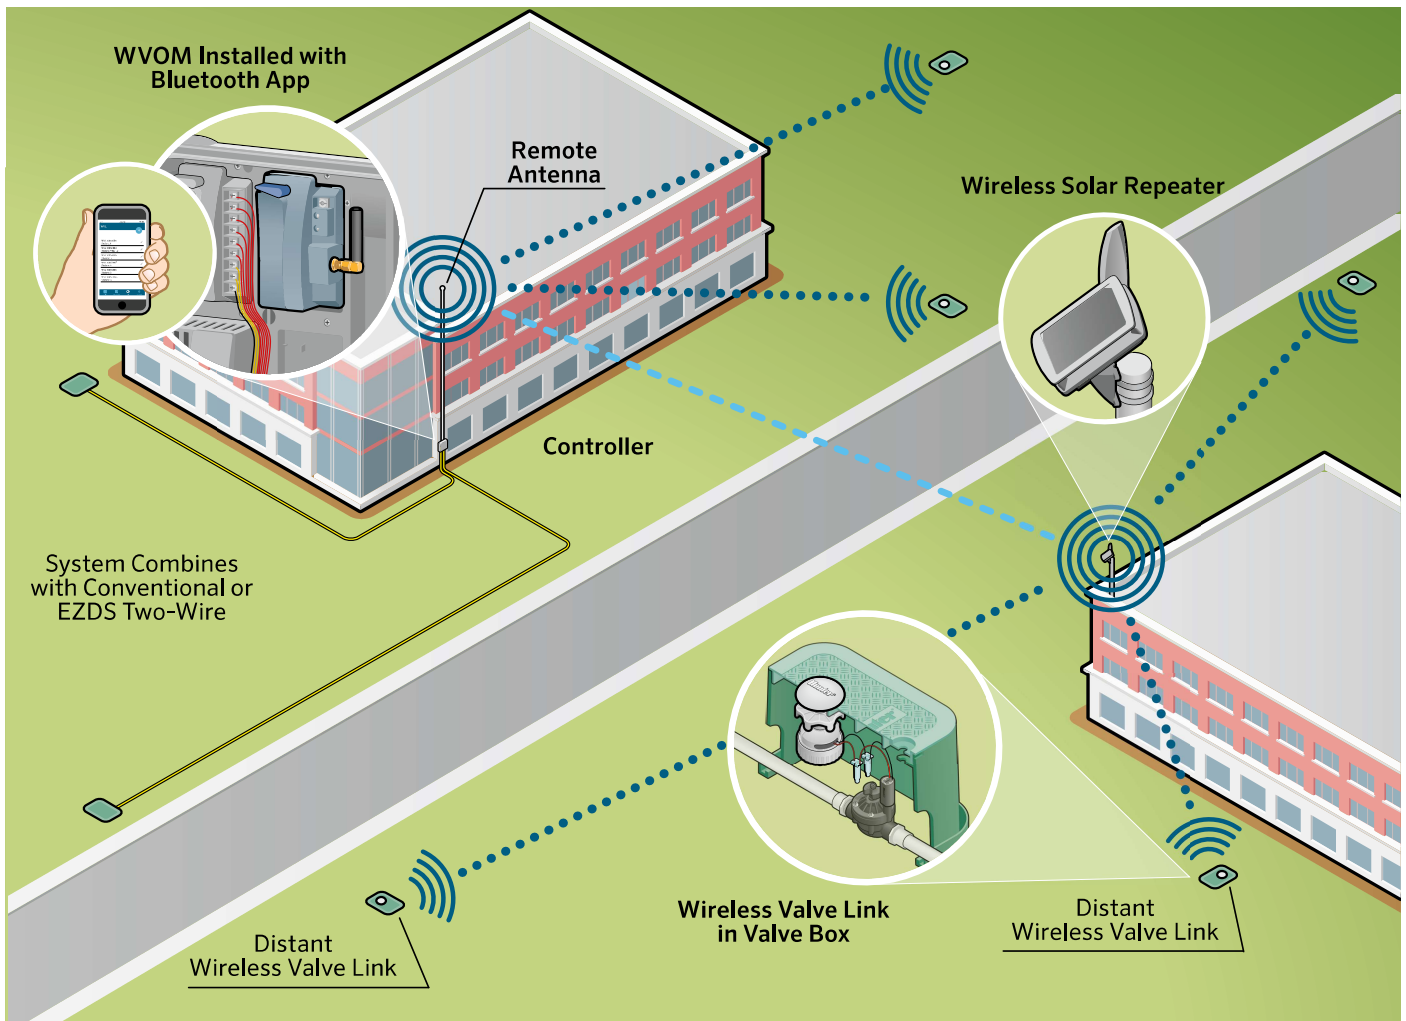 WVOM Installed with
Bluetooth App
Remote
Antenna
Wireless Solar Repeater
Controller
System Combines
with Conventional or
EZDS Two-Wire
Wireless Valve Link
in Valve Box
Distant
Wireless Valve Link
Distant
Wireless Valve Link